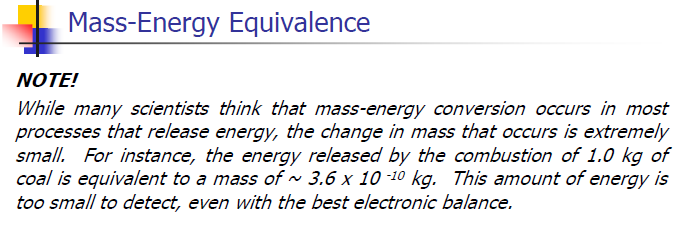 Mass-Energy Equivalence
NOTE!
While many scientists think that mass-energy conversion occurs in most
processes that release energy, the change in mass that occurs is extremely
small. For instance, the energy released by the combustion of 1.0 kg of
coal is equivalent to a mass of ~ 3.6 x 10 -10 kg. This amount of energy is
too small to detect, even with the best electronic balance.